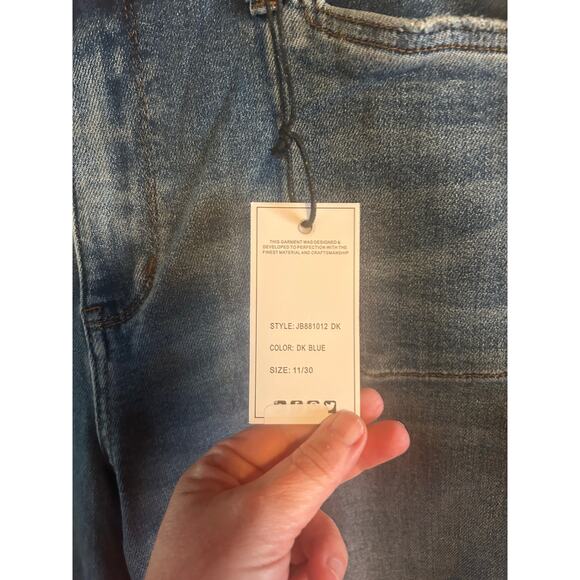 THIS GARMENT WAS DESIGNED &
DEVELOPED TO PERFECTION WITH THE
FINEST MATERIAL AND CRAFTSMANSHIP
STYLE: JB881012 DK
COLOR: DK BLUE
SIZE: 11/30